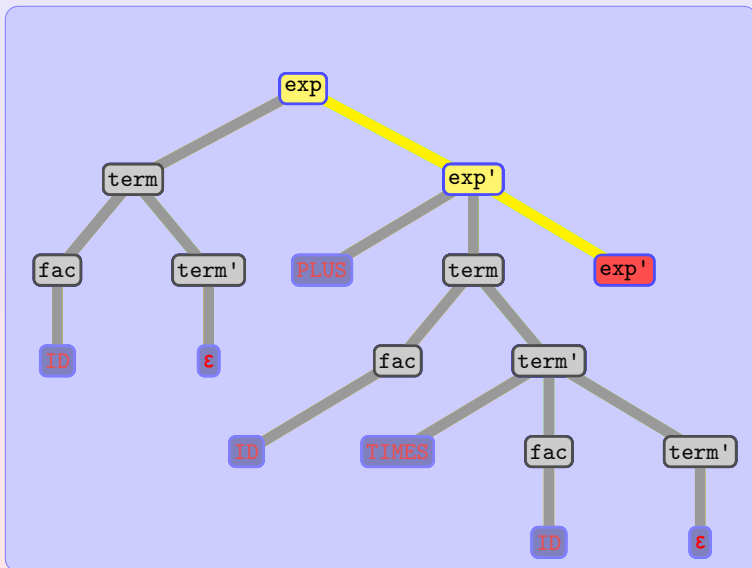 exp
term exp'
fac term' PLUS term exp'
ID ε fac term'
ID TIMES fac term'
ID ε